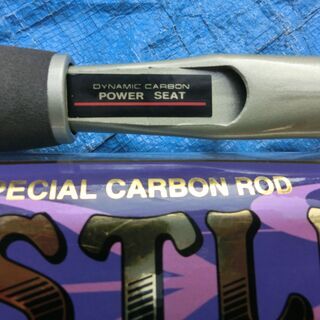 DYNAMIC CARBON
POWER SEAT
SPECIAL CARBON ROD